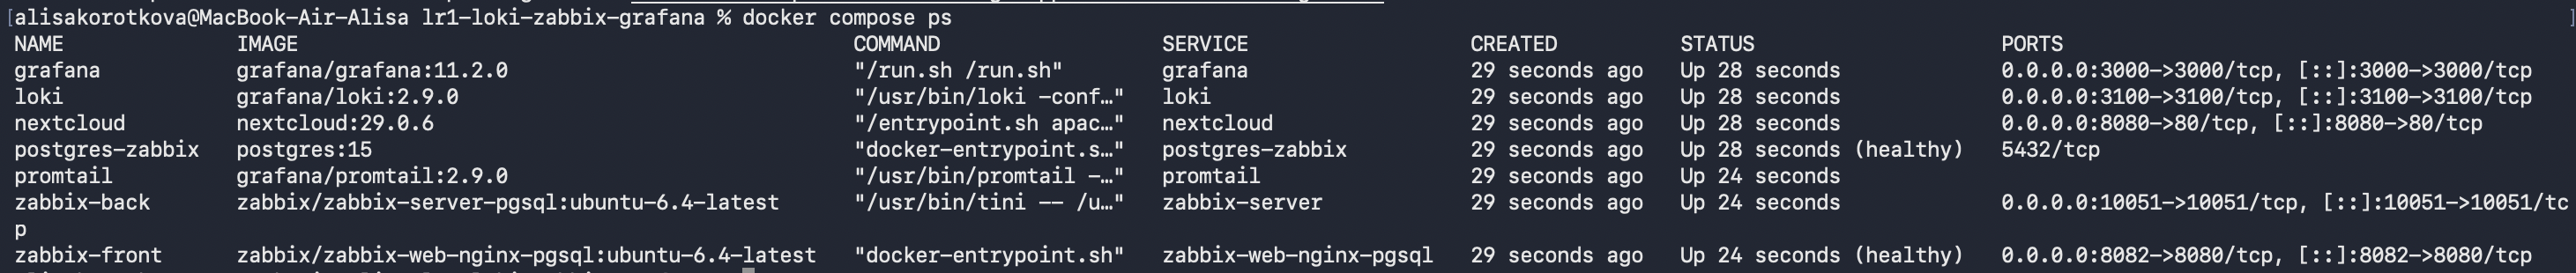 [alisakorotkova@MacBook-Air-Alisa lr1-loki-zabbix-grafana % docker compose ps ]
NAME IMAGE COMMAND SERVICE CREATED STATUS PORTS
grafana grafana/grafana:11.2.0 "/run.sh /run.sh" grafana 29 seconds ago Up 28 seconds 0.0.0.0:3000->3000/tcp, [::]:3000->3000/tcp
loki grafana/loki:2.9.0 "/usr/bin/loki -conf…" loki 29 seconds ago Up 28 seconds 0.0.0.0:3100->3100/tcp, [::]:3100->3100/tcp
nextcloud nextcloud:29.0.6 "/entrypoint.sh apac…" nextcloud 29 seconds ago Up 28 seconds 0.0.0.0:8080->80/tcp, [::]:8080->80/tcp
postgres-zabbix postgres:15 "docker-entrypoint.s…" postgres-zabbix 29 seconds ago Up 28 seconds (healthy) 5432/tcp
promtail grafana/promtail:2.9.0 "/usr/bin/promtail -…" promtail 29 seconds ago Up 24 seconds
zabbix-back zabbix/zabbix-server-pgsql:ubuntu-6.4-latest "/usr/bin/tini -- /u…" zabbix-server 29 seconds ago Up 24 seconds 0.0.0.0:10051->10051/tcp, [::]:10051->10051/tc
p
zabbix-front zabbix/zabbix-web-nginx-pgsql:ubuntu-6.4-latest "docker-entrypoint.sh" zabbix-web-nginx-pgsql 29 seconds ago Up 24 seconds (healthy) 0.0.0.0:8082->8080/tcp, [::]:8082->8080/tcp